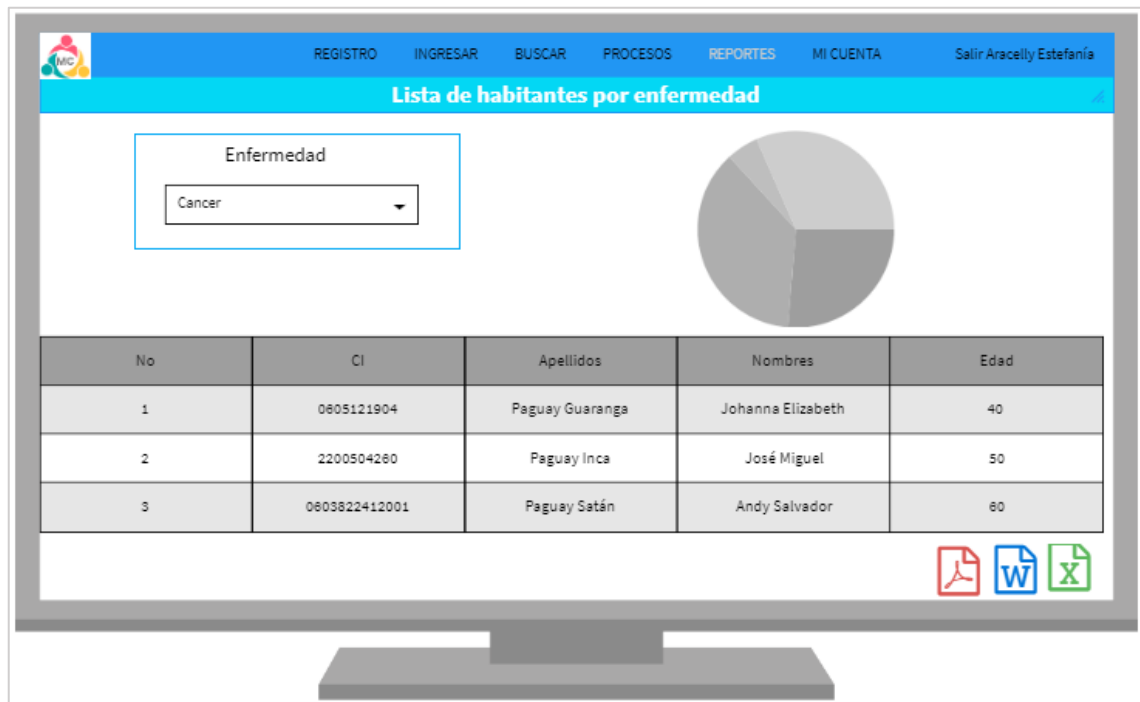 MC REGISTRO INGRESAR BUSCAR PROCESOS REPORTES MI CUENTA Salir Aracelly Estefanía
Lista de habitantes por enfermedad
Enfermedad
Cancer
No CI Apellidos Nombres Edad
1 0605121904 Paguay Guaranga Johanna Elizabeth 40
2 2200504260 Paguay Inca José Miguel 50
3 0603822412001 Paguay Satán Andy Salvador 60
W X